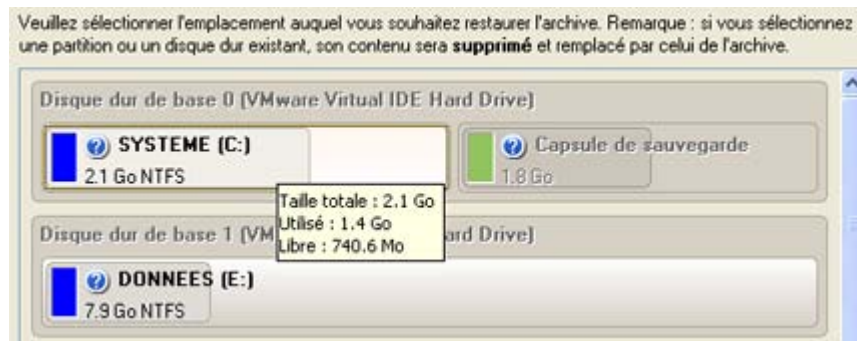 Veuillez sélectionner l'emplacement auquel vous souhaitez restaurer l'archive. Remarque : si vous sélectionnez
une partition ou un disque dur existant, son contenu sera supprimé et remplacé par celui de l'archive.
Disque dur de base 0 (VMware Virtual IDE Hard Drive)
SYSTEME (C:)
2.1 Go NTFS
Capsule de sauvegarde
1.8 Go
Taille totale : 2.1 Go
Utilisé : 1.4 Go
Libre : 740.6 Mo
Disque dur de base 1 (VM ard Drive)
DONNEES (E:)
7.9 Go NTFS